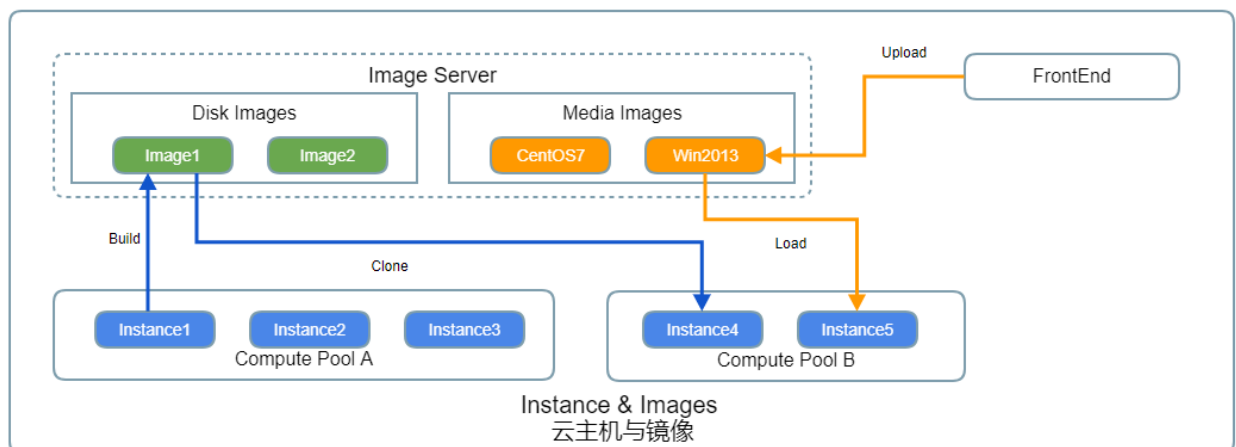 Upload
FrontEnd
Image Server
Disk Images
Media Images
Image1
Image2
CentOS7
Win2013
Build
Load
Clone
Instance1
Instance2
Instance3
Instance4
Instance5
Compute Pool A
Compute Pool B
Instance & Images
云主机与镜像